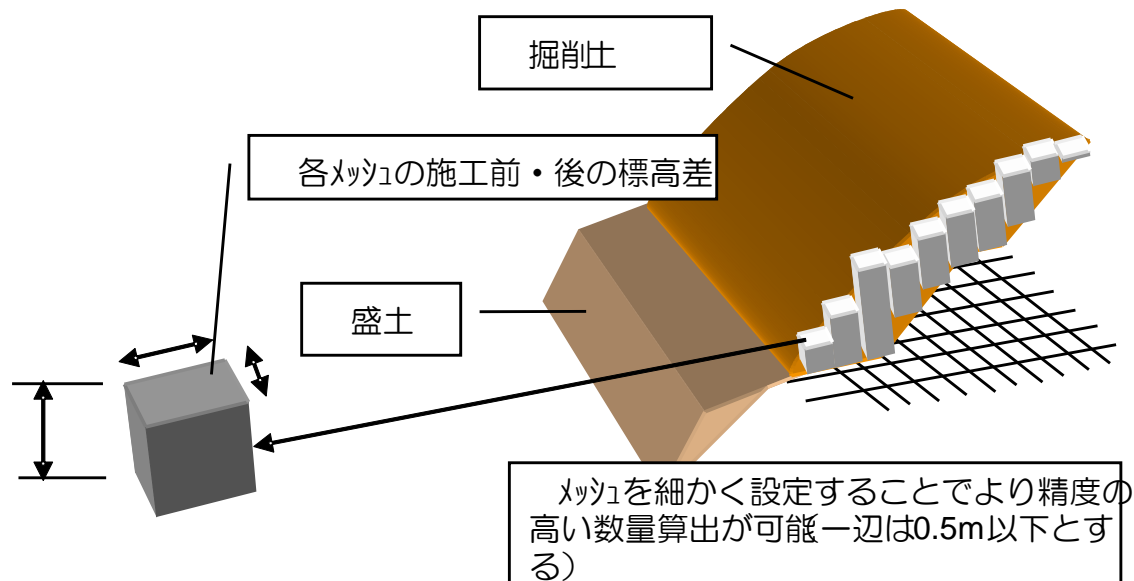 掘削土
各ﾒｯｼｭの施工前・後の標高差
盛土
ﾒｯｼｭを細かく設定することでより精度の
高い数量算出が可能（一辺は0.5m以下とす
る）